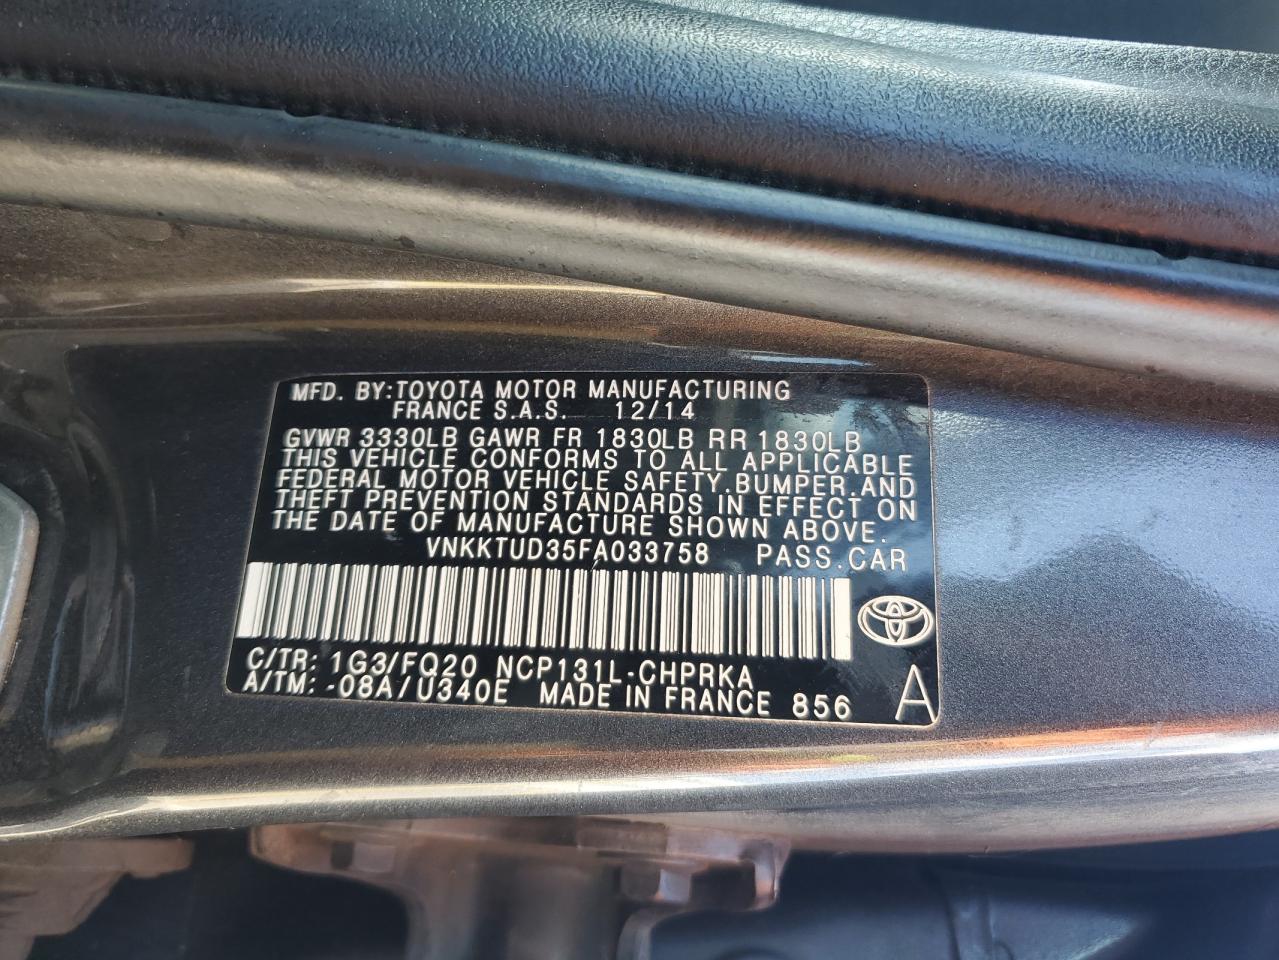 MFD. BY:TOYOTA MOTOR MANUFACTURING
FRANCE S.A.S. 12/14
GVWR 3330LB GAWR FR 1830LB RR 1830LB
THIS VEHICLE CONFORMS TO ALL APPLICABLE
FEDERAL MOTOR VEHICLE SAFETY,BUMPER,AND
THEFT PREVENTION STANDARDS IN EFFECT ON
THE DATE OF MANUFACTURE SHOWN ABOVE.
VNKKTUD35FA033758 PASS.CAR
C/TR: 1G3/FQ20 NCP131L-CHPRKA
A/TM: -08A/U340E MADE IN FRANCE 856 A